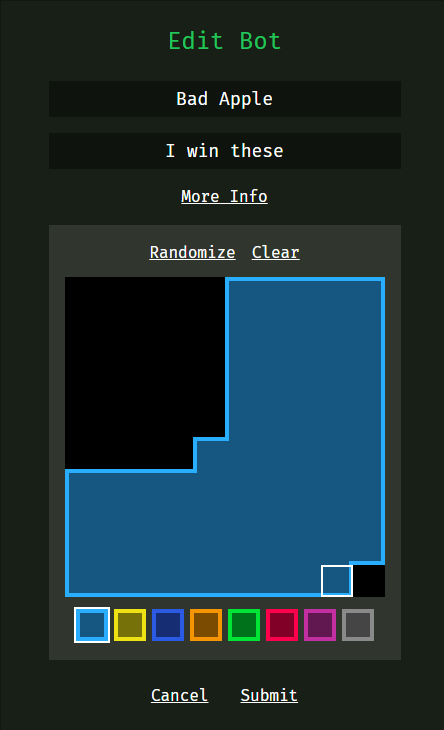 Edit Bot
Bad Apple
I win these
More Info
Randomize Clear
Cancel Submit